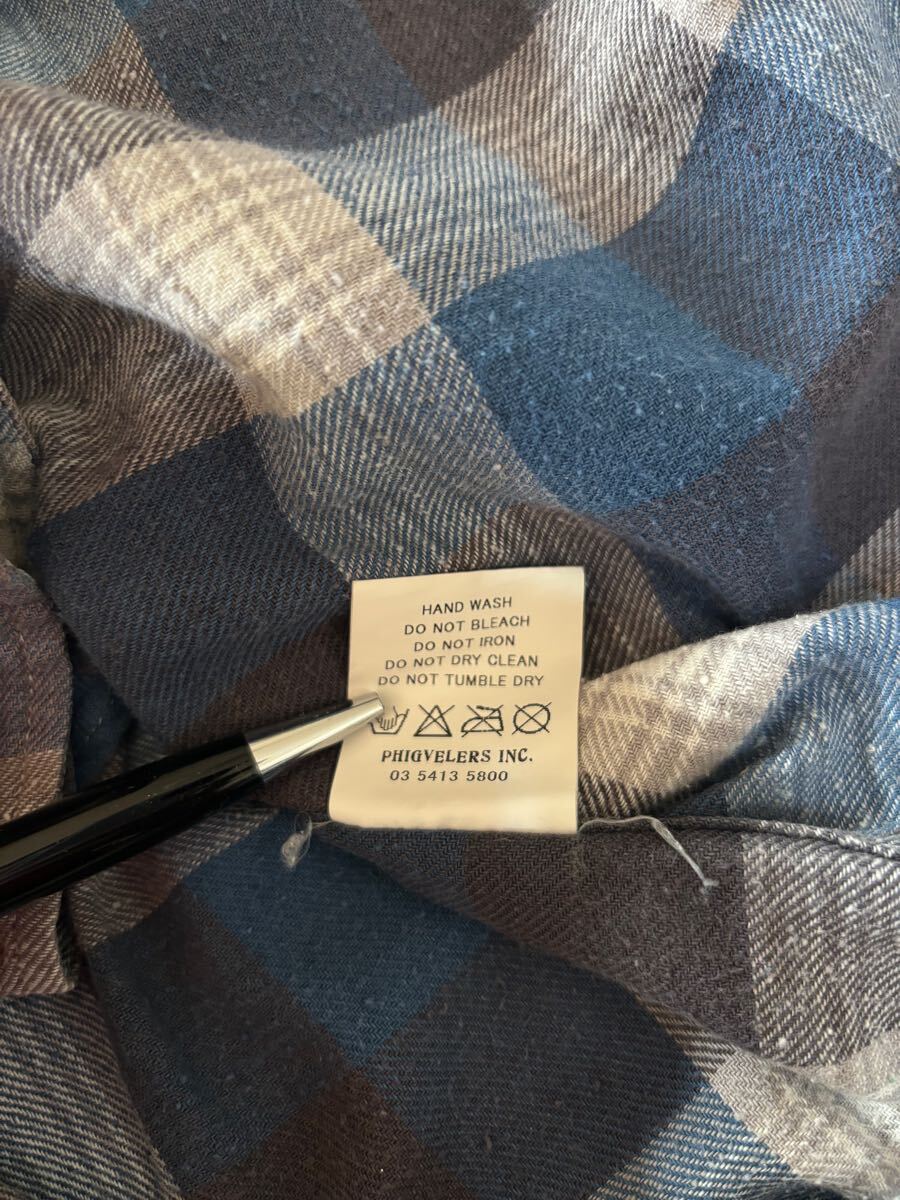 HAND WASH
DO NOT BLEACH
DO NOT IRON
DO NOT DRY CLEAN
DO NOT TUMBLE DRY
PHIGVELERS INC.
03 5413 5800